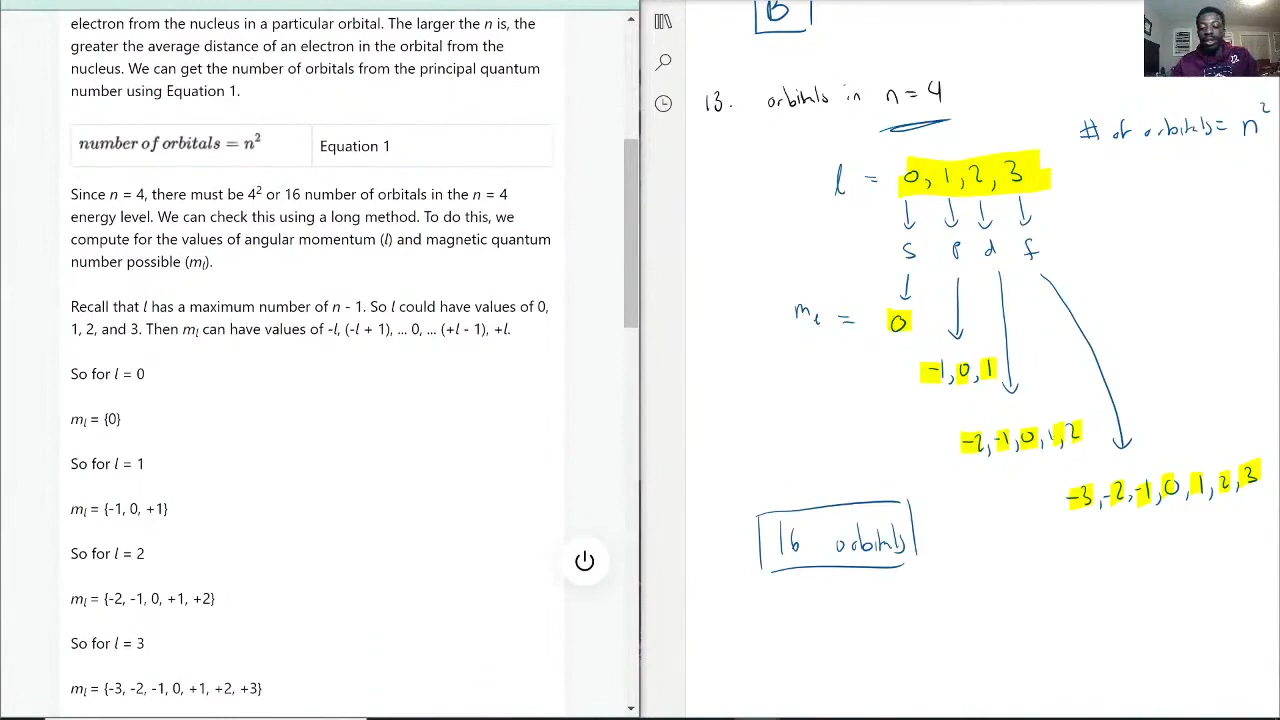 electron from the nucleus in a particular orbital. The larger the n is, the
greater the average distance of an electron in the orbital from the
nucleus. We can get the number of orbitals from the principal quantum
number using Equation 1.
number of orbitals = n²
Equation 1
Since n = 4, there must be 4² or 16 number of orbitals in the n = 4
energy level. We can check this using a long method. To do this, we
compute for the values of angular momentum (l) and magnetic quantum
number possible (mₗ).
Recall that l has a maximum number of n - 1. So l could have values of 0,
1, 2, and 3. Then mₗ can have values of -l, (-l + 1), ... 0, ... (+l - 1), +l.
So for l = 0
mₗ = {0}
So for l = 1
mₗ = {-1, 0, +1}
So for l = 2
mₗ = {-2, -1, 0, +1, +2}
So for l = 3
mₗ = {-3, -2, -1, 0, +1, +2, +3}
B
13. orbitals in n = 4
# of orbitals = n²
l = 0, 1, 2, 3
s p d f
mₗ = 0
-1, 0, 1
-2, -1, 0, 1, 2
-3, -2, -1, 0, 1, 2, 3
16 orbitals